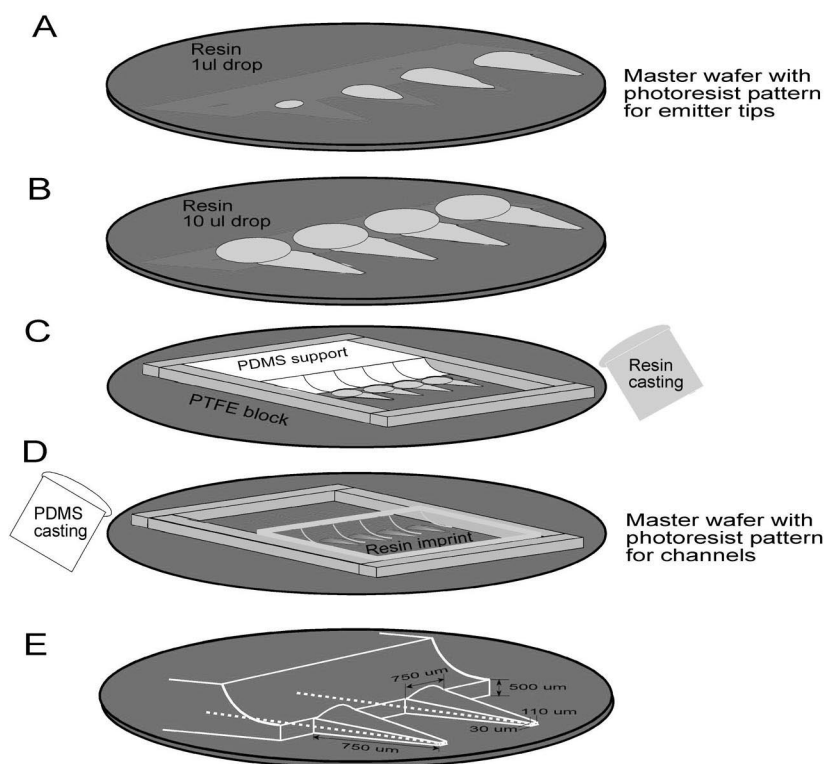 A
Resin
1ul drop
Master wafer with
photoresist pattern
for emitter tips
B
Resin
10 ul drop
C
PDMS support
PTFE block
Resin
casting
D
PDMS
casting
Resin imprint
Master wafer with
photoresist pattern
for channels
E
750 um
500 um
110 um
30 um
750 um